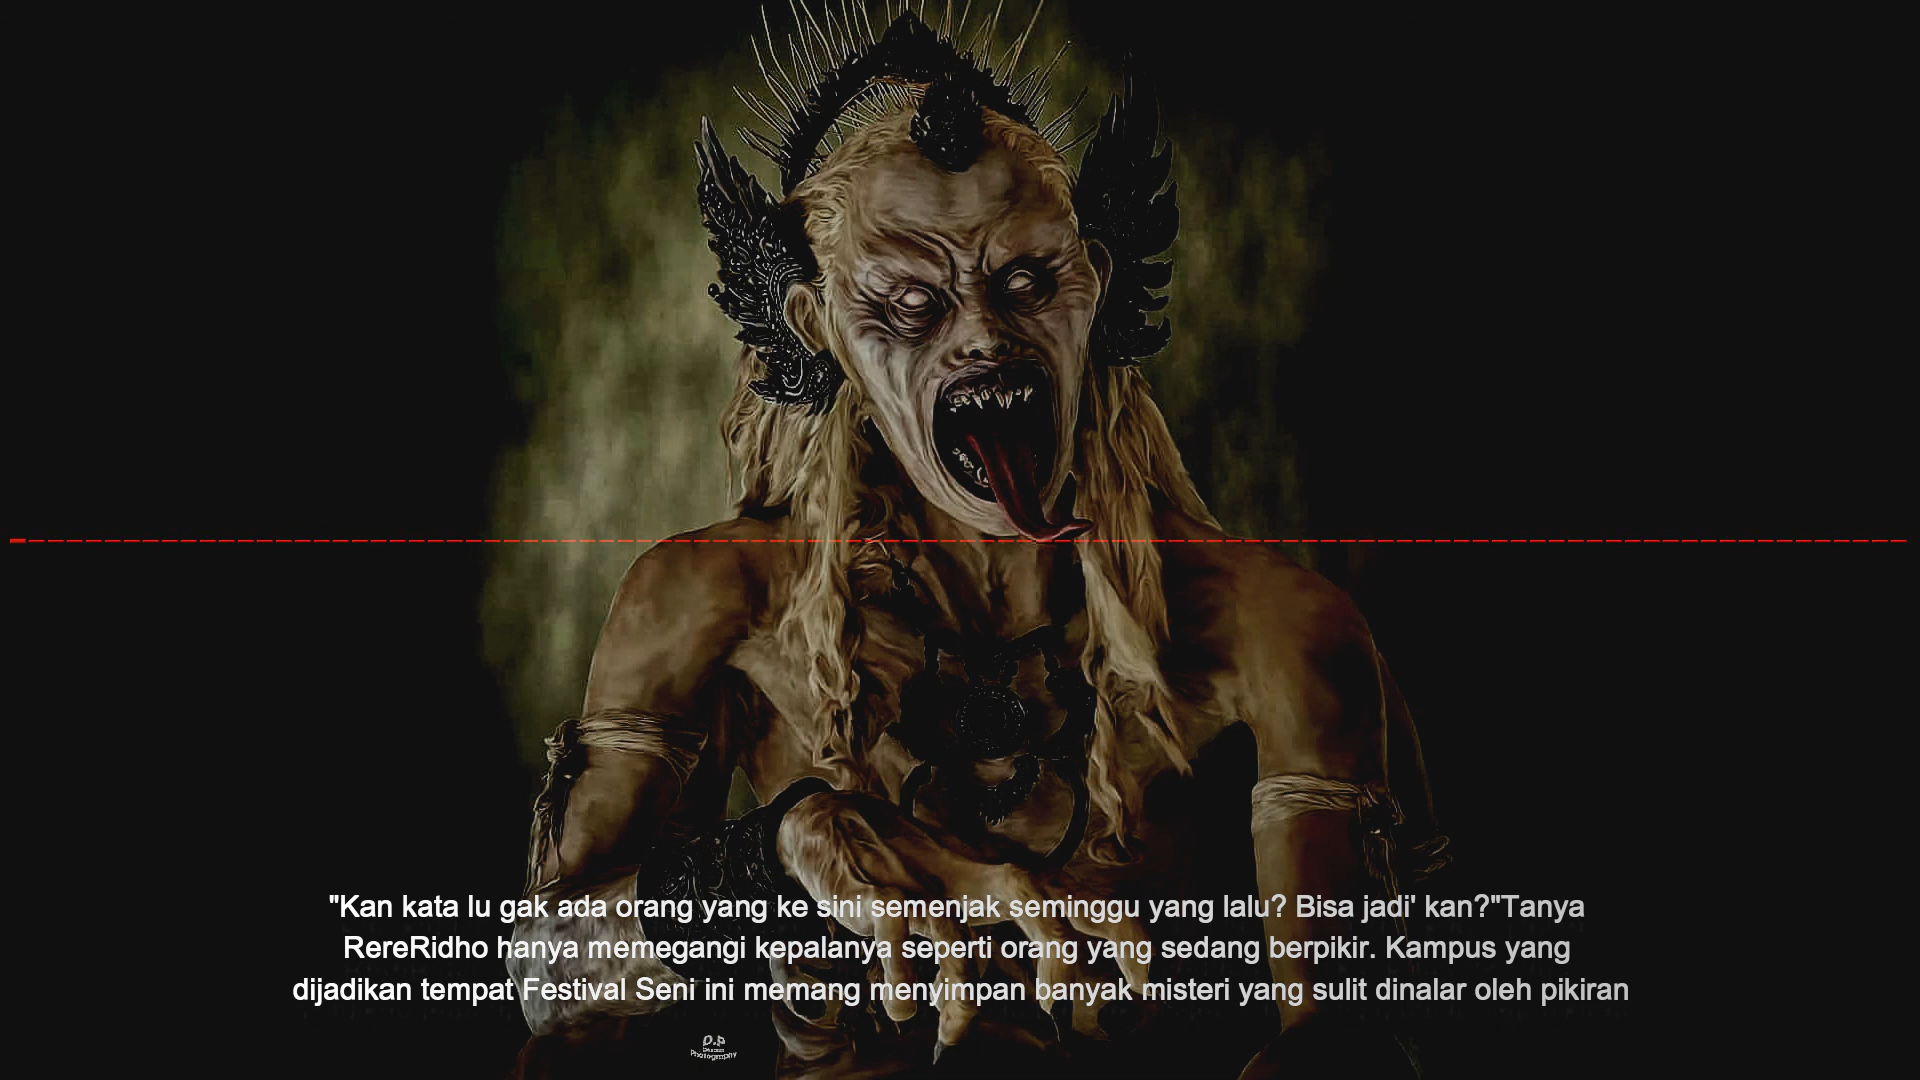 "Kan kata lu gak ada orang yang ke sini semenjak seminggu yang lalu? Bisa jadi' kan?"Tanya
RereRidho hanya memegangi kepalanya seperti orang yang sedang berpikir. Kampus yang
dijadikan tempat Festival Seni ini memang menyimpan banyak misteri yang sulit dinalar oleh pikiran
D.P
Photography